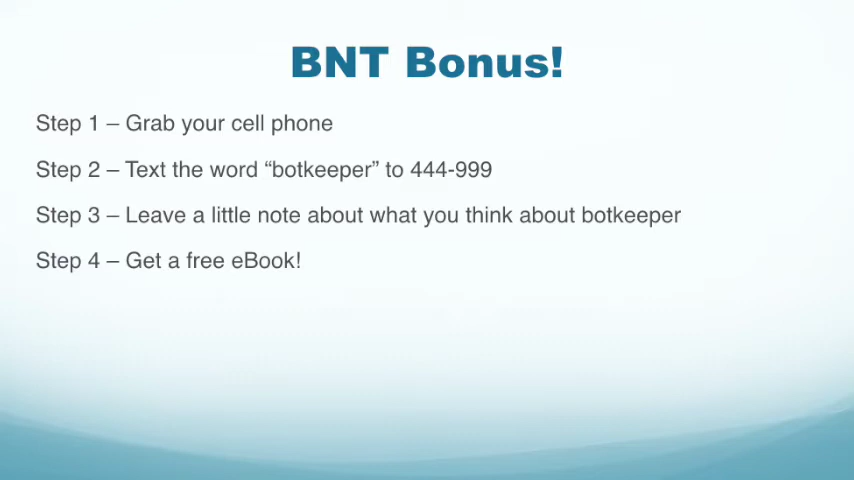 BNT Bonus!
Step 1 – Grab your cell phone
Step 2 – Text the word “botkeeper” to 444-999
Step 3 – Leave a little note about what you think about botkeeper
Step 4 – Get a free eBook!